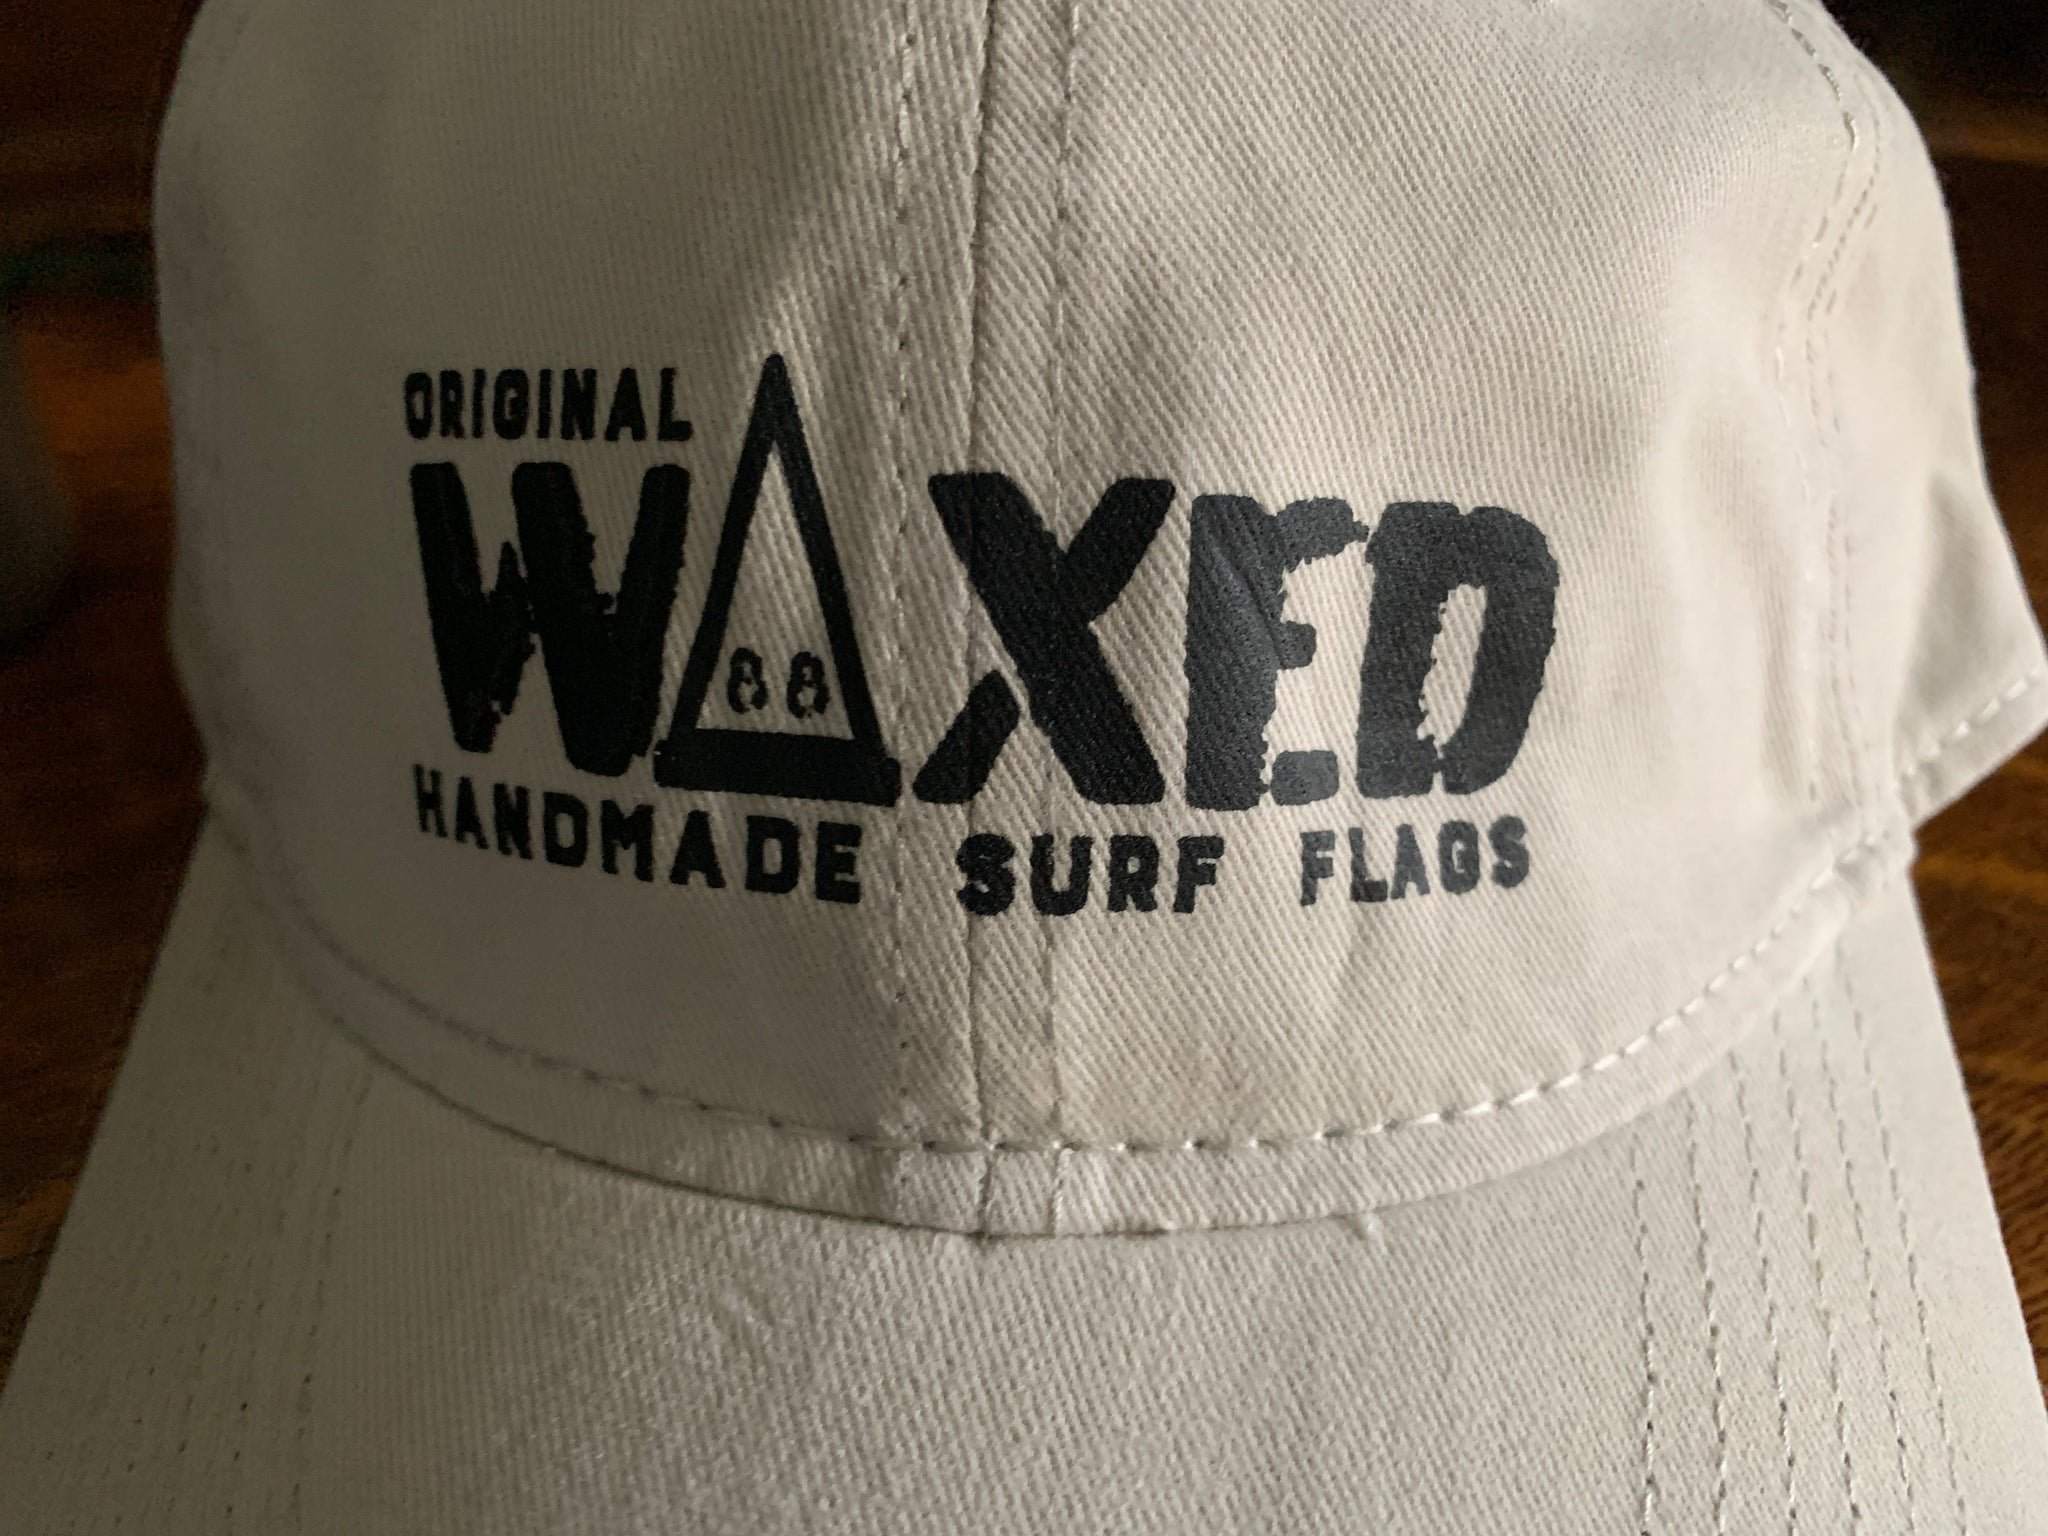 ORIGINAL
WAXED
88
HANDMADE SURF FLAGS